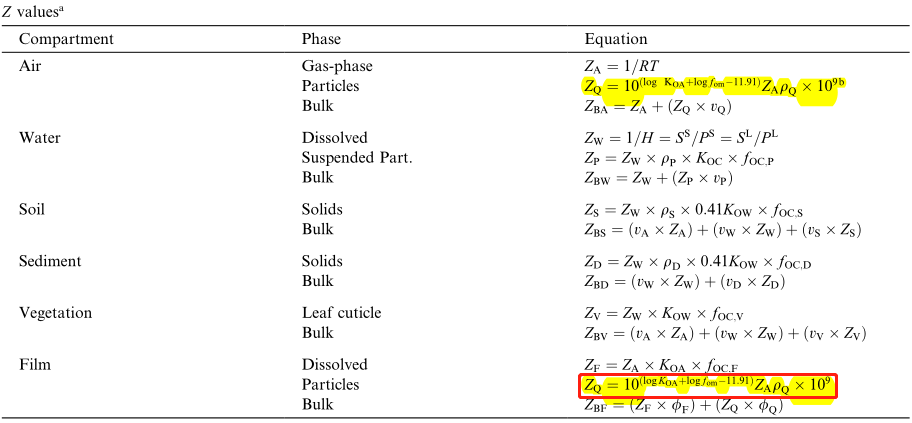 Z valuesᵃ
Compartment Phase Equation
Air Gas-phase Z_A = 1/RT
Particles Z_Q = 10^(log K_OA+log f_om−11.91) Z_A ρ_Q × 10^9 b
Bulk Z_BA = Z_A + (Z_Q × v_Q)
Water Dissolved Z_W = 1/H = S^S/P^S = S^L/P^L
Suspended Part. Z_P = Z_W × ρ_P × K_OC × f_OC,P
Bulk Z_BW = Z_W + (Z_P × v_P)
Soil Solids Z_S = Z_W × ρ_S × 0.41K_OW × f_OC,S
Bulk Z_BS = (v_A × Z_A) + (v_W × Z_W) + (v_S × Z_S)
Sediment Solids Z_D = Z_W × ρ_D × 0.41K_OW × f_OC,D
Bulk Z_BD = (v_W × Z_W) + (v_D × Z_D)
Vegetation Leaf cuticle Z_V = Z_W × K_OW × f_OC,V
Bulk Z_BV = (v_A × Z_A) + (v_W × Z_W) + (v_V × Z_V)
Film Dissolved Z_F = Z_A × K_OA × f_OC,F
Particles Z_Q = 10^(log K_OA+log f_om−11.91) Z_A ρ_Q × 10^9
Bulk Z_BF = (Z_F × ϕ_F) + (Z_Q × ϕ_Q)